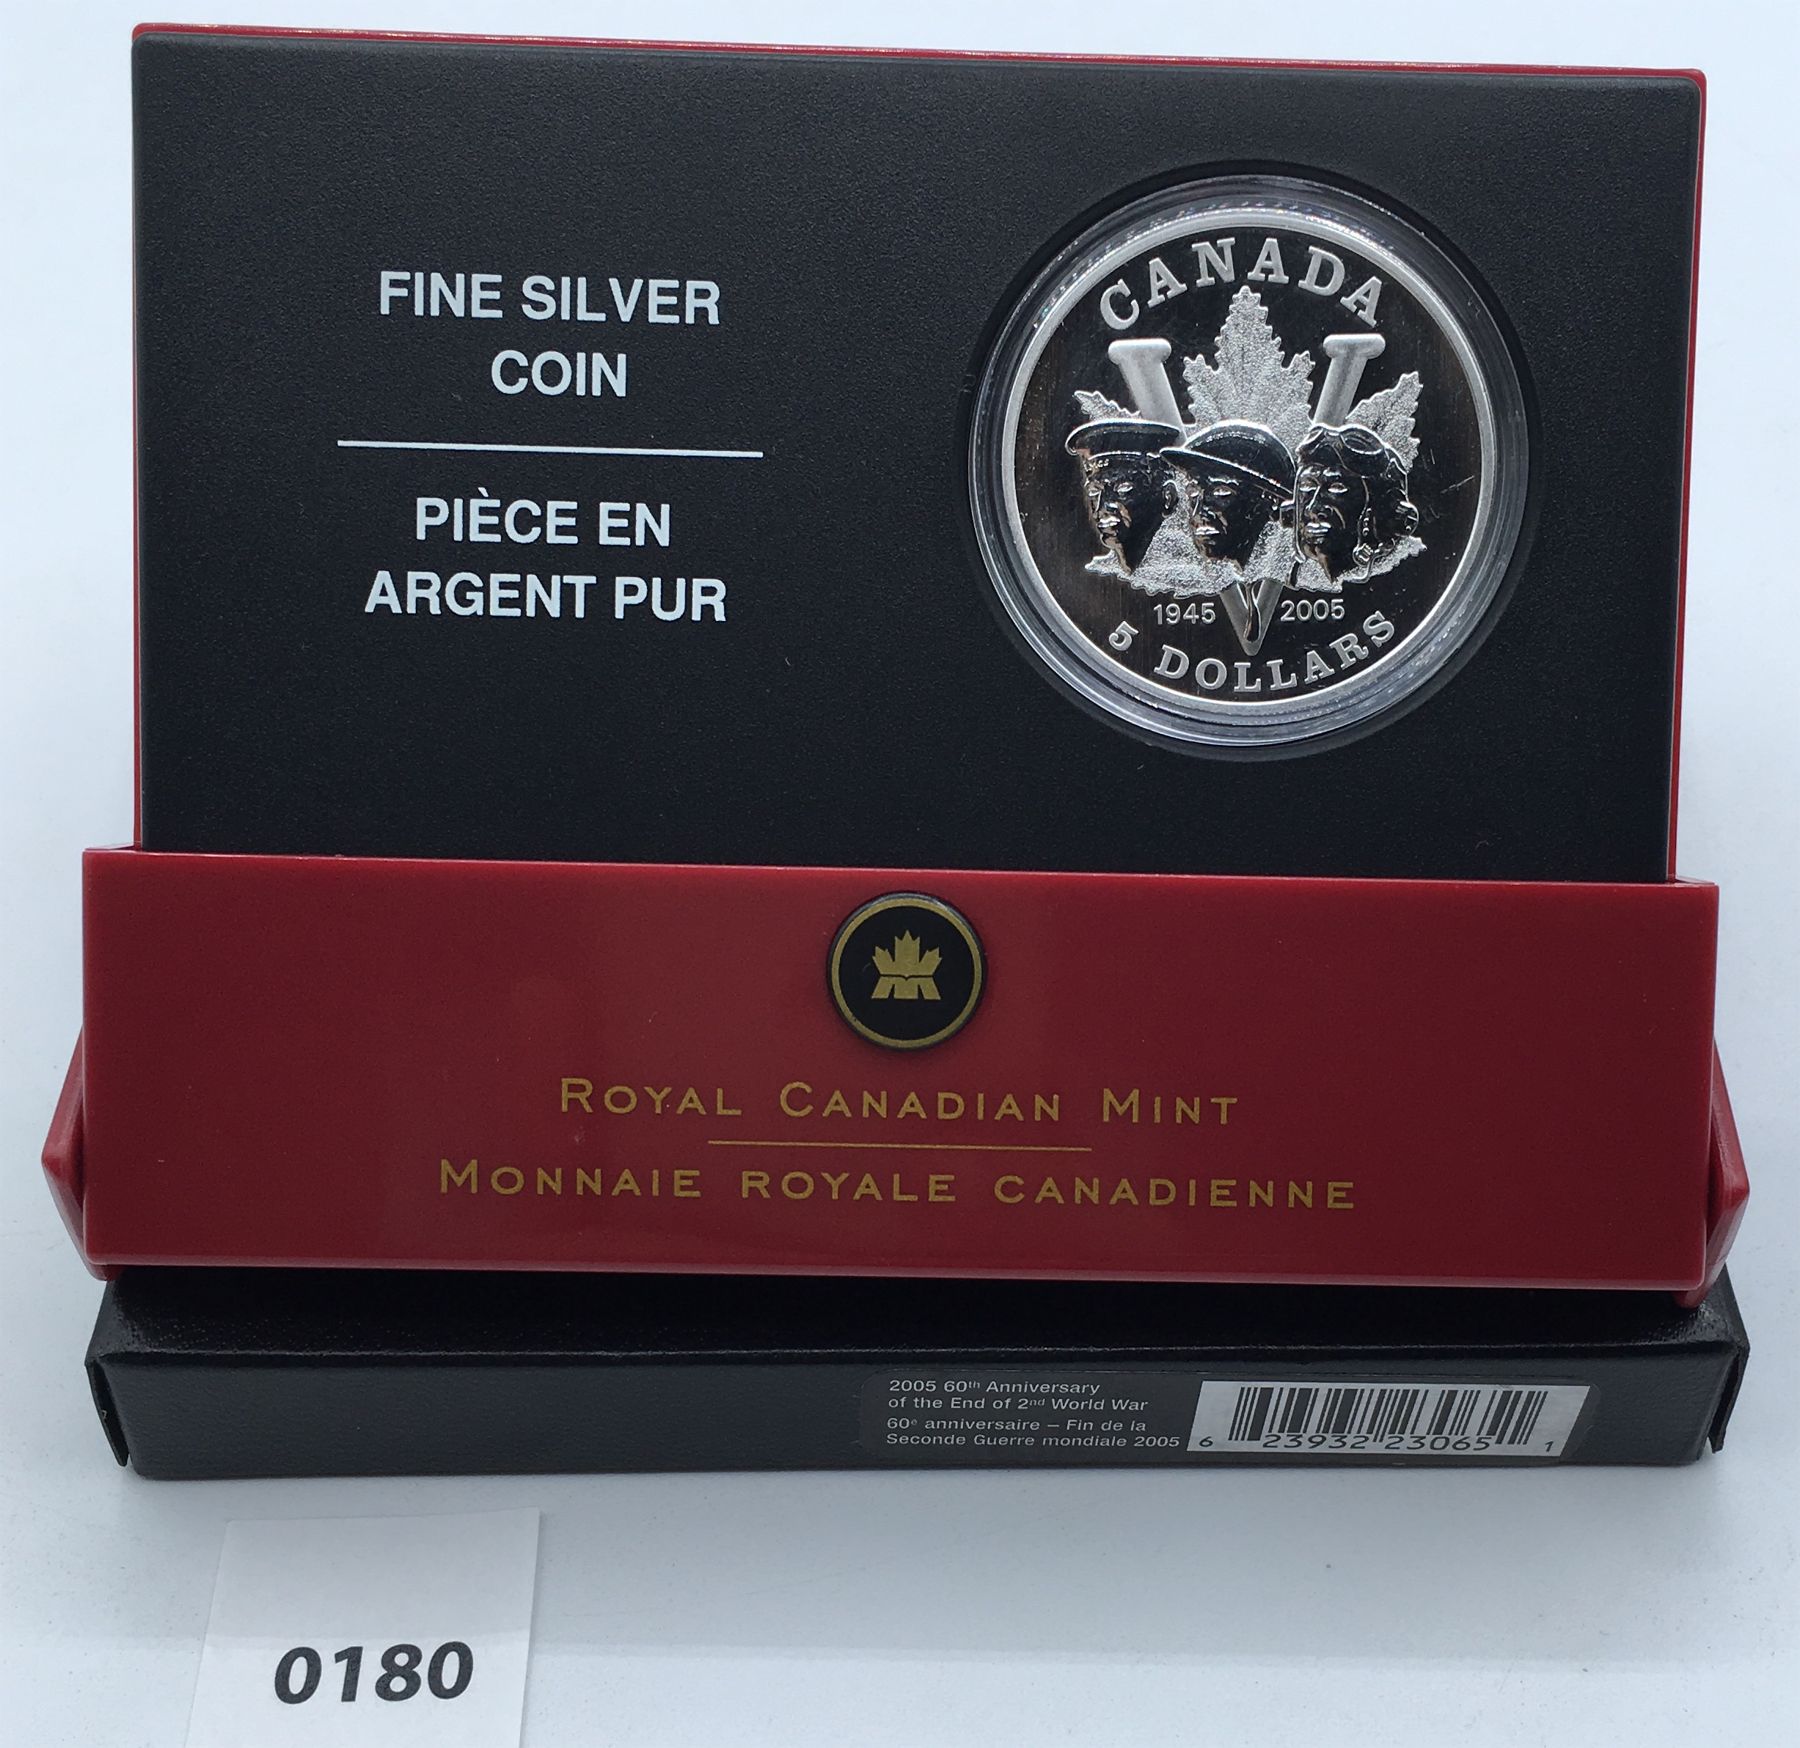 FINE SILVER
COIN
PIÈCE EN
ARGENT PUR
CANADA
1945 2005
5 DOLLARS
ROYAL CANADIAN MINT
MONNAIE ROYALE CANADIENNE
2005 60th Anniversary
of the End of 2nd World War
60e anniversaire – Fin de la
Seconde Guerre mondiale 2005
6 23932 23065 1
0180